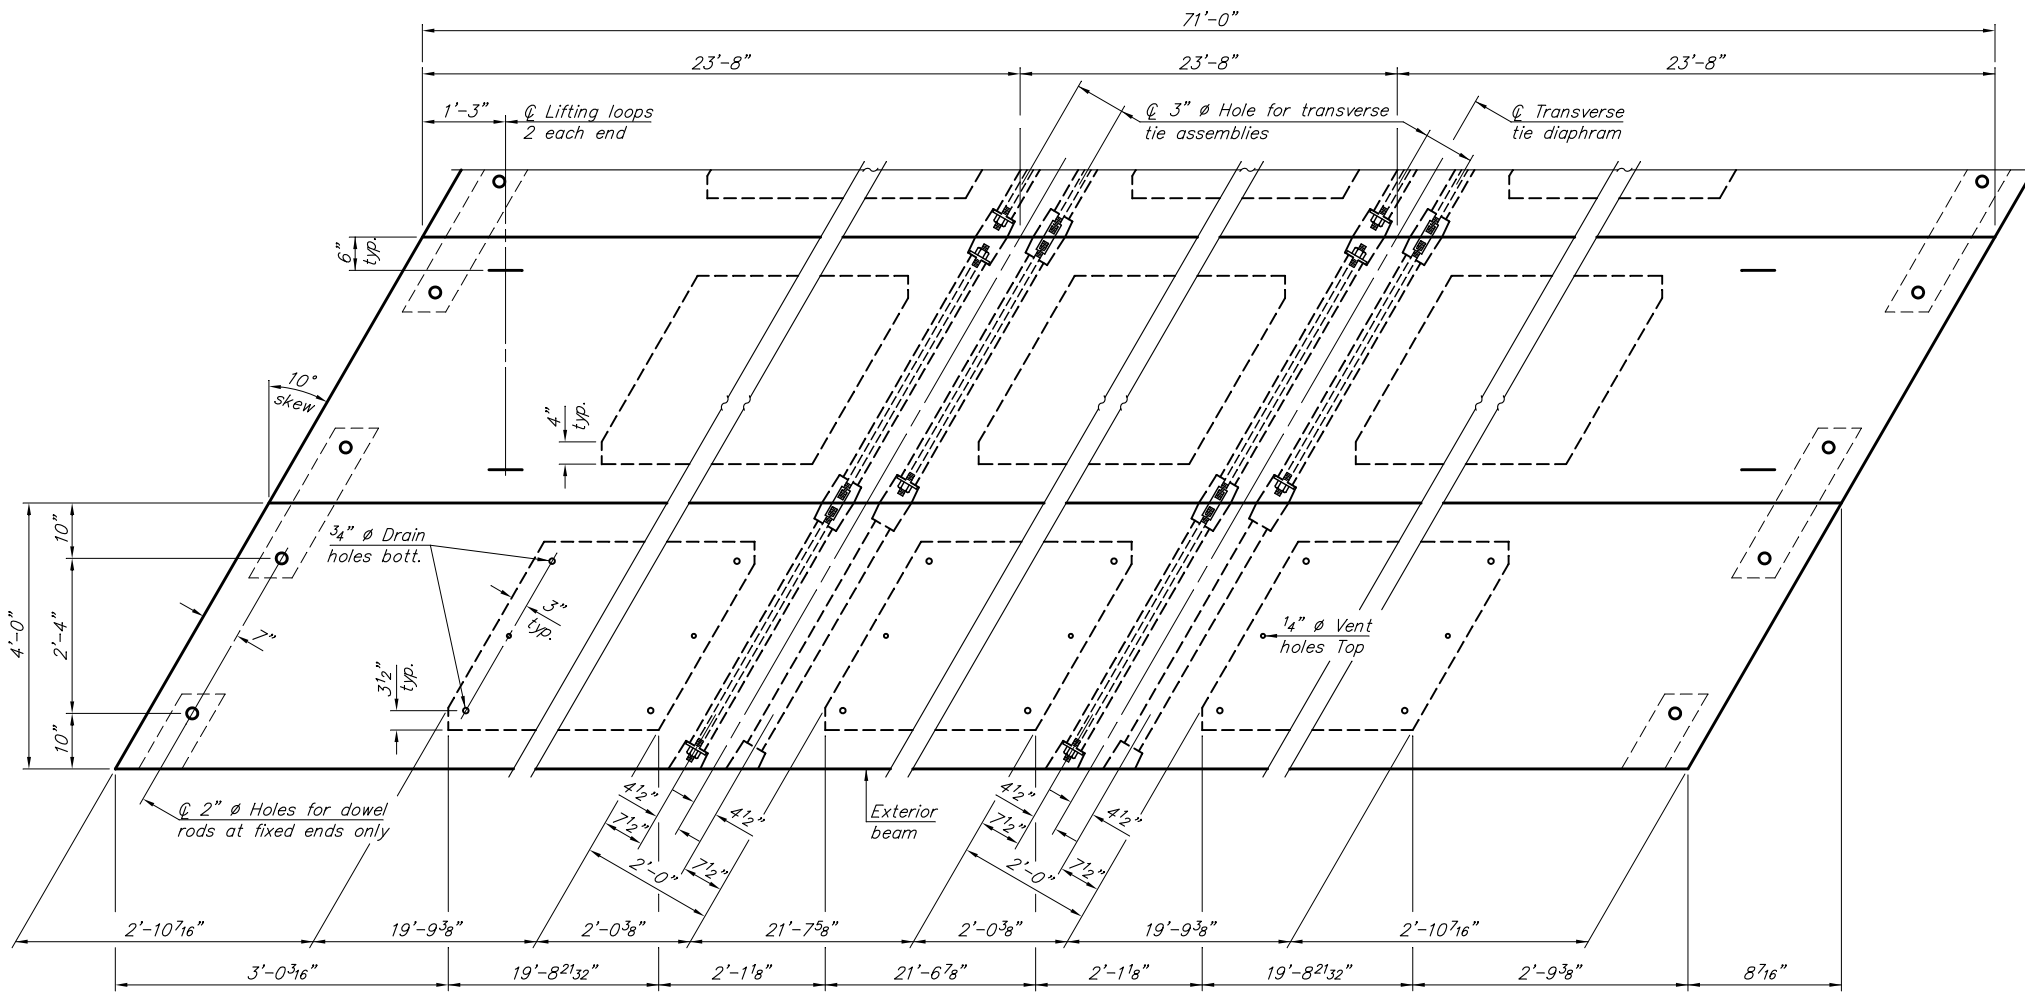 71'-0"
23'-8" 23'-8" 23'-8"
1'-3"
℄ Lifting loops
2 each end
℄ 3" ø Hole for transverse
tie assemblies
℄ Transverse
tie diaphram
6"
typ.
10°
skew
4"
typ.
10"
2'-4"
10"
4'-0"
3/4" ø Drain
holes bott.
3"
typ.
7"
3 1/2"
typ.
1/4" ø Vent
holes Top
℄ 2" ø Holes for dowel
rods at fixed ends only
Exterior
beam
4 1/2"
7 1/2"
4 1/2"
7 1/2"
2'-0"
4 1/2"
7 1/2"
4 1/2"
7 1/2"
2'-0"
2'-10 7/16" 19'-9 3/8" 2'-0 3/8" 21'-7 5/8" 2'-0 3/8" 19'-9 3/8" 2'-10 7/16"
3'-0 3/16" 19'-8 21/32" 2'-1 1/8" 21'-6 7/8" 2'-1 1/8" 19'-8 21/32" 2'-9 3/8" 8 7/16"